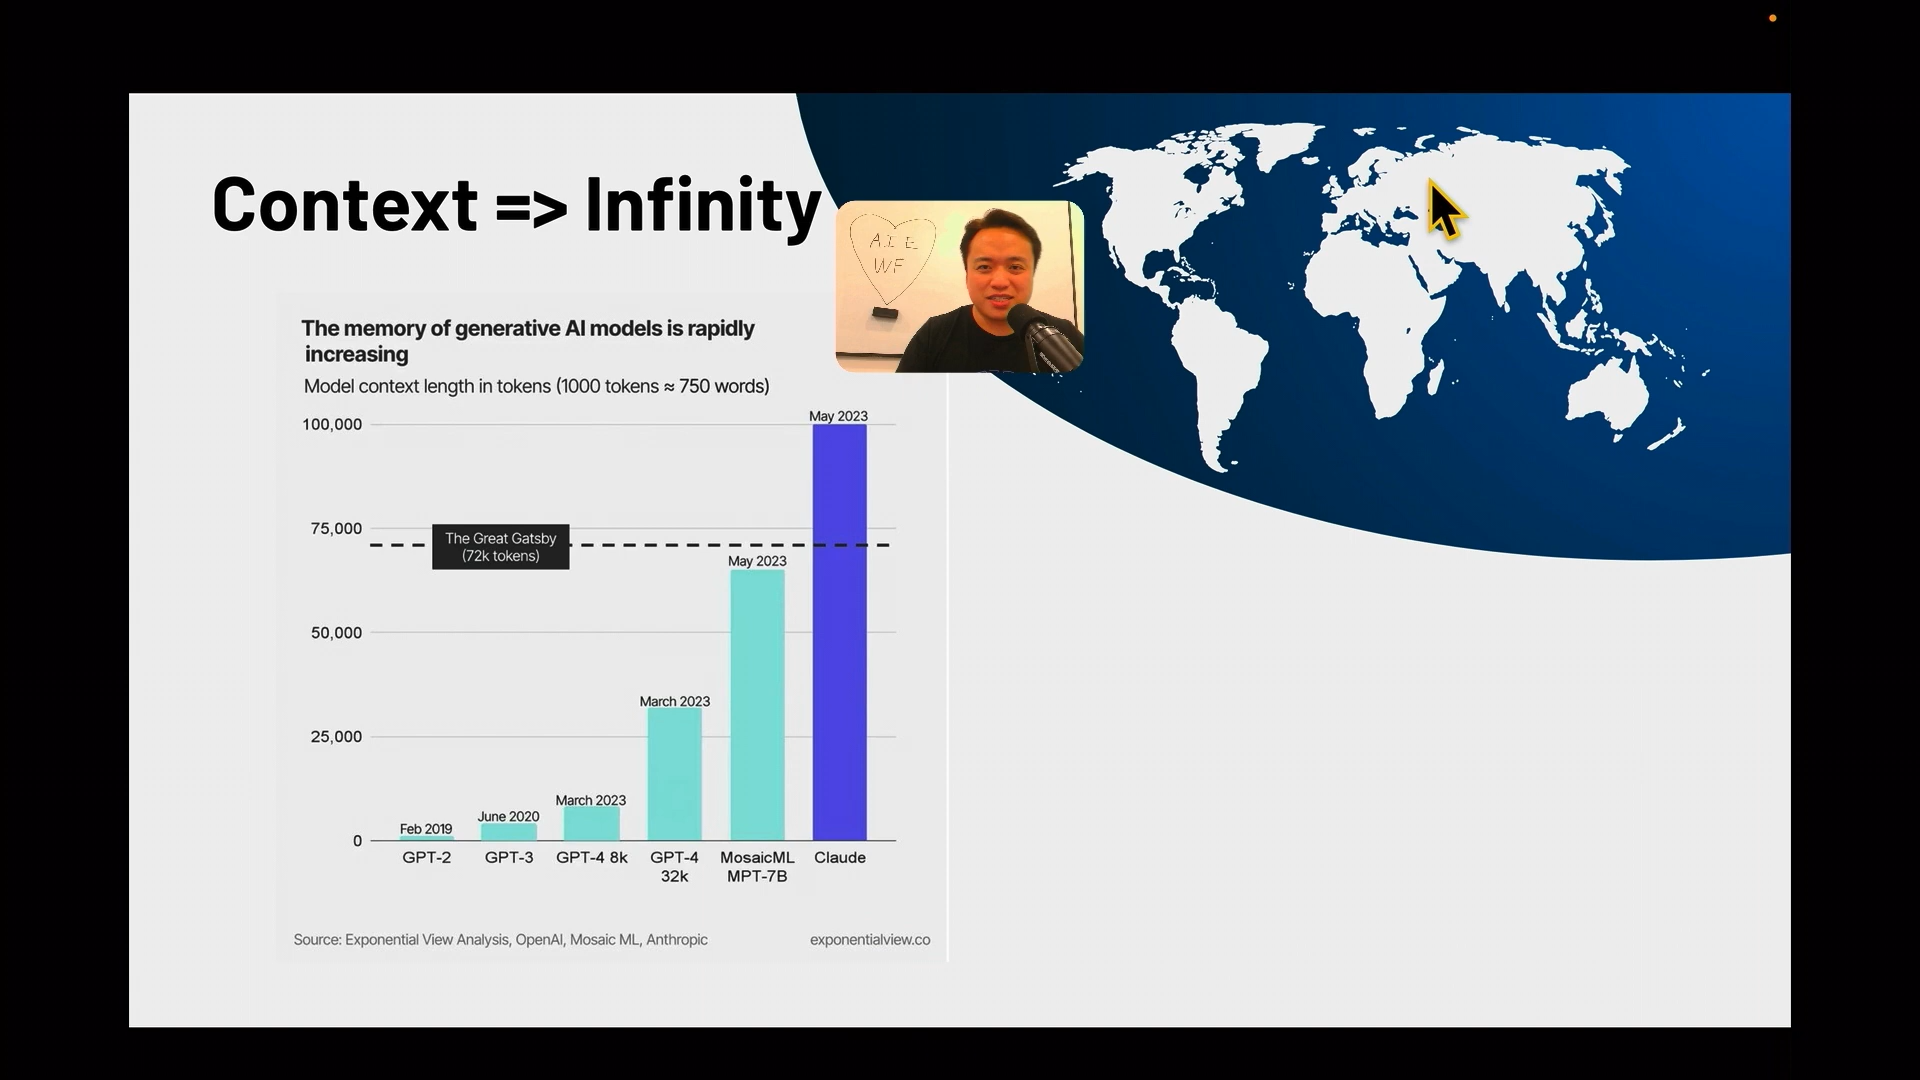 Context => Infinity
A.I E
WF
The memory of generative AI models is rapidly
increasing
Model context length in tokens (1000 tokens ≈ 750 words)
100,000
75,000
50,000
25,000
0
The Great Gatsby
(72k tokens)
Feb 2019
June 2020
March 2023
March 2023
May 2023
May 2023
GPT-2
GPT-3
GPT-4 8k
GPT-4
32k
MosaicML
MPT-7B
Claude
Source: Exponential View Analysis, OpenAI, Mosaic ML, Anthropic
exponentialview.co